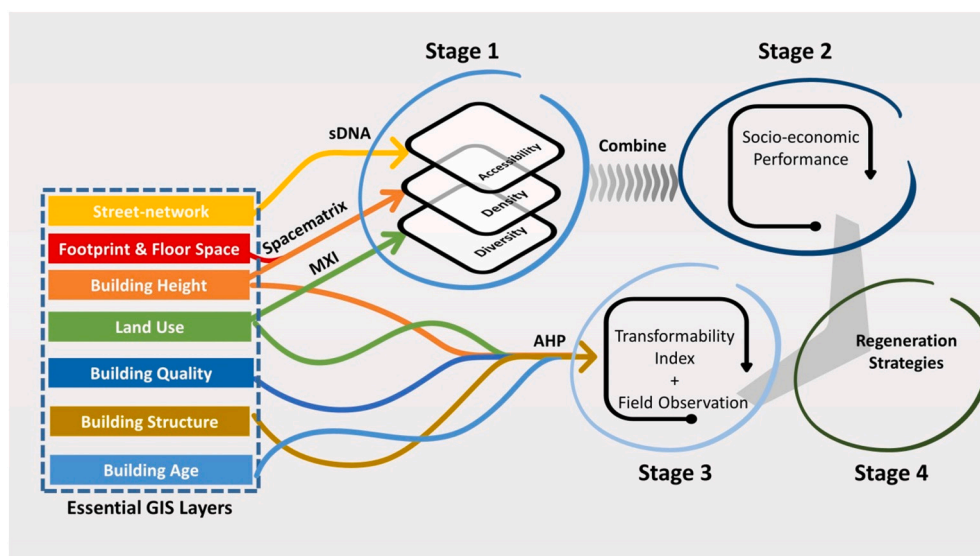 Stage 1
Stage 2
sDNA
Accessibility
Density
Diversity
Combine
Socio-economic
Performance
Street-network
Footprint & Floor Space
Building Height
Land Use
Building Quality
Building Structure
Building Age
Essential GIS Layers
Spacematrix
MXI
AHP
Transformability
Index
+
Field Observation
Stage 3
Regeneration
Strategies
Stage 4